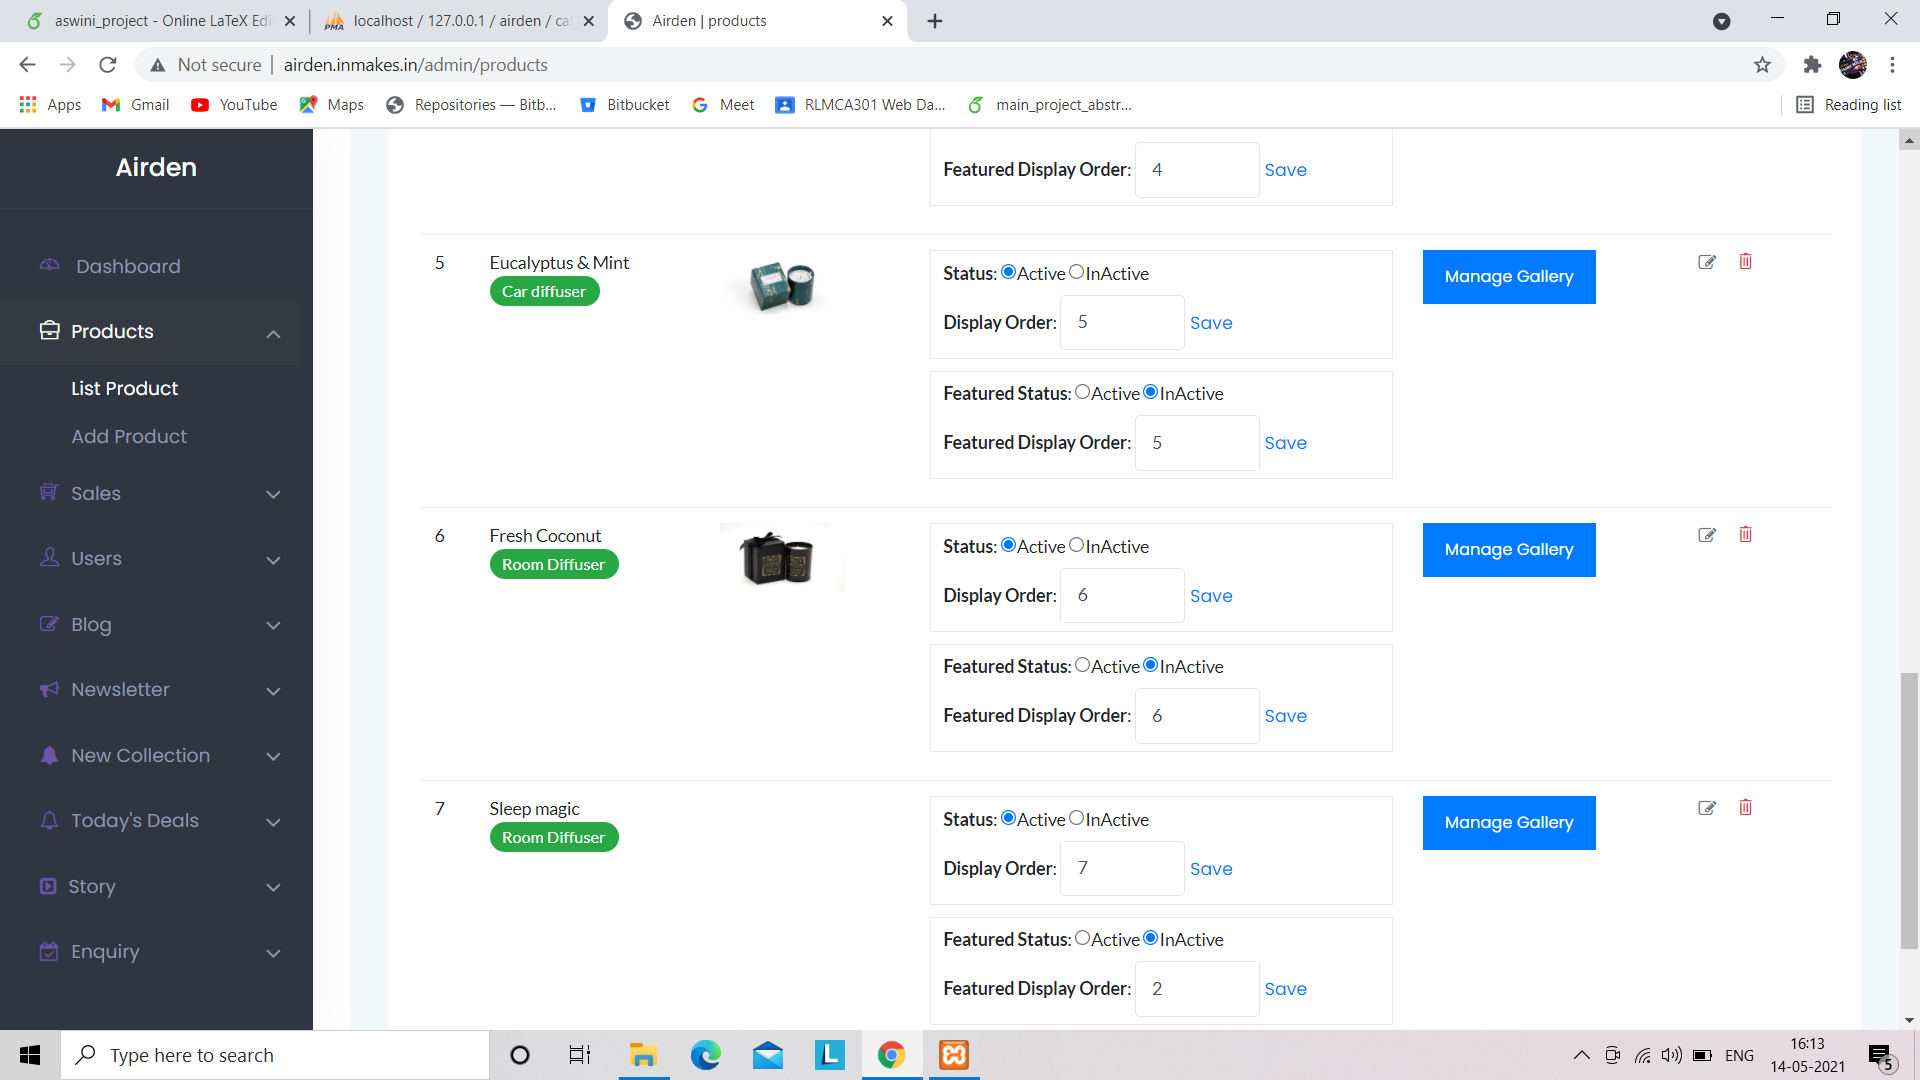 aswini_project - Online LaTeX Edi
localhost / 127.0.0.1 / airden / ca
Airden | products
Not secure
airden.inmakes.in/admin/products
Apps
Gmail
YouTube
Maps
Repositories — Bitb...
Bitbucket
Meet
RLMCA301 Web Da...
main_project_abstr...
Reading list
Airden
Dashboard
Products
List Product
Add Product
Sales
Users
Blog
Newsletter
New Collection
Today's Deals
Story
Enquiry
Featured Display Order: 4 Save
5
Eucalyptus & Mint
Car diffuser
Status: Active InActive
Display Order: 5 Save
Featured Status: Active InActive
Featured Display Order: 5 Save
Manage Gallery
6
Fresh Coconut
Room Diffuser
Status: Active InActive
Display Order: 6 Save
Featured Status: Active InActive
Featured Display Order: 6 Save
Manage Gallery
7
Sleep magic
Room Diffuser
Status: Active InActive
Display Order: 7 Save
Featured Status: Active InActive
Featured Display Order: 2 Save
Manage Gallery
Type here to search
ENG
16:13
14-05-2021
5